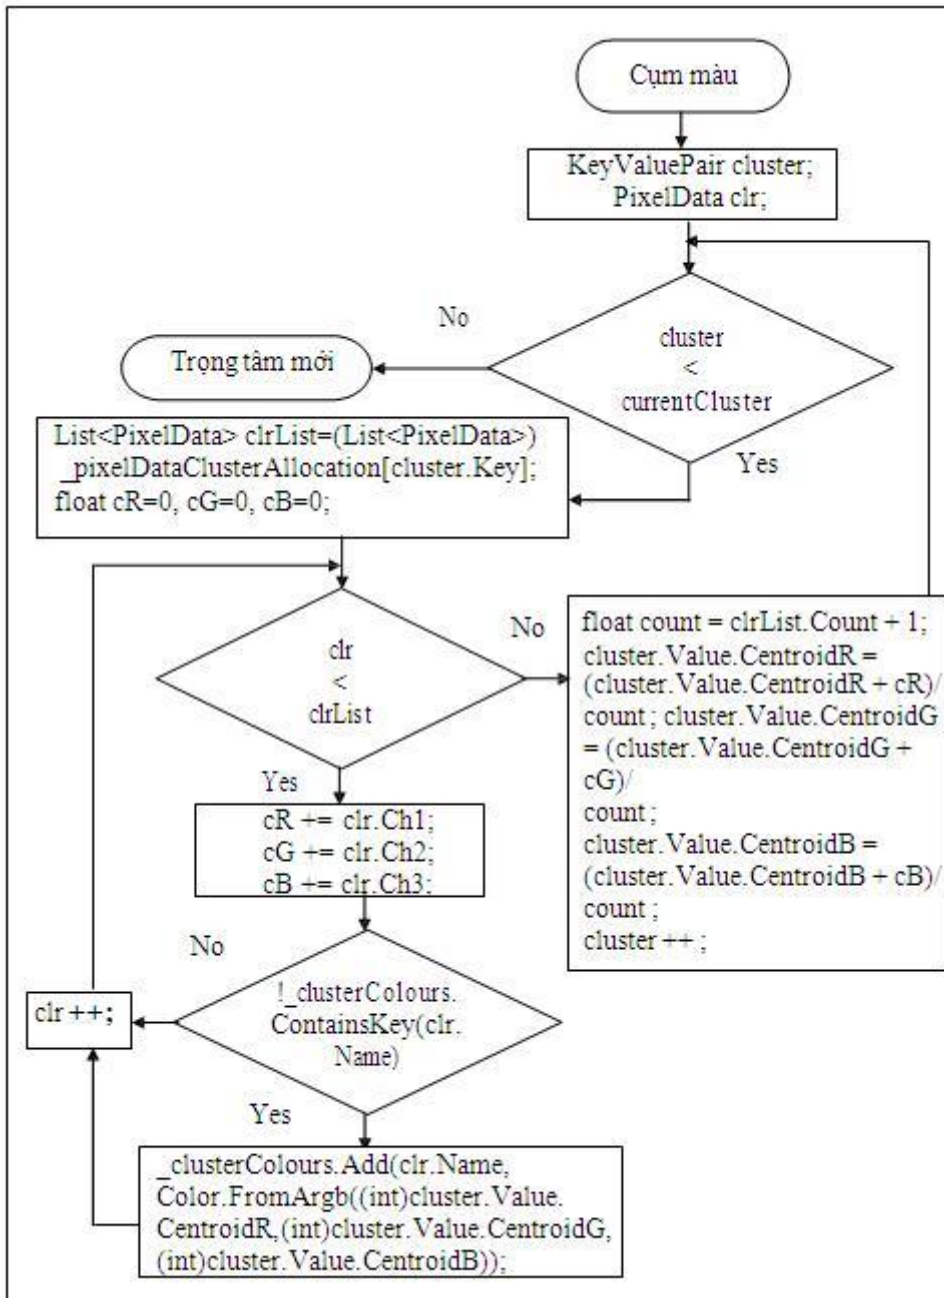 Cụm màu
KeyValuePair cluster;
PixelData clr;
No
cluster
<
currentCluster
Trọng tâm mới
Yes
List<PixelData> clrList=(List<PixelData>)
_pixelDataClusterAllocation[cluster.Key];
float cR=0, cG=0, cB=0;
clr
<
clrList
No
float count = clrList.Count + 1;
cluster.Value.CentroidR =
(cluster.Value.CentroidR + cR)/
count ; cluster.Value.CentroidG
= (cluster.Value.CentroidG +
cG)/
count ;
cluster.Value.CentroidB =
(cluster.Value.CentroidB + cB)/
count ;
cluster ++ ;
Yes
cR += clr.Ch1;
cG += clr.Ch2;
cB += clr.Ch3;
No
!_clusterColours.
ContainsKey(clr.
Name)
clr ++;
Yes
_clusterColours.Add(clr.Name,
Color.FromArgb((int)cluster.Value.
CentroidR,(int)cluster.Value.CentroidG,
(int)cluster.Value.CentroidB));